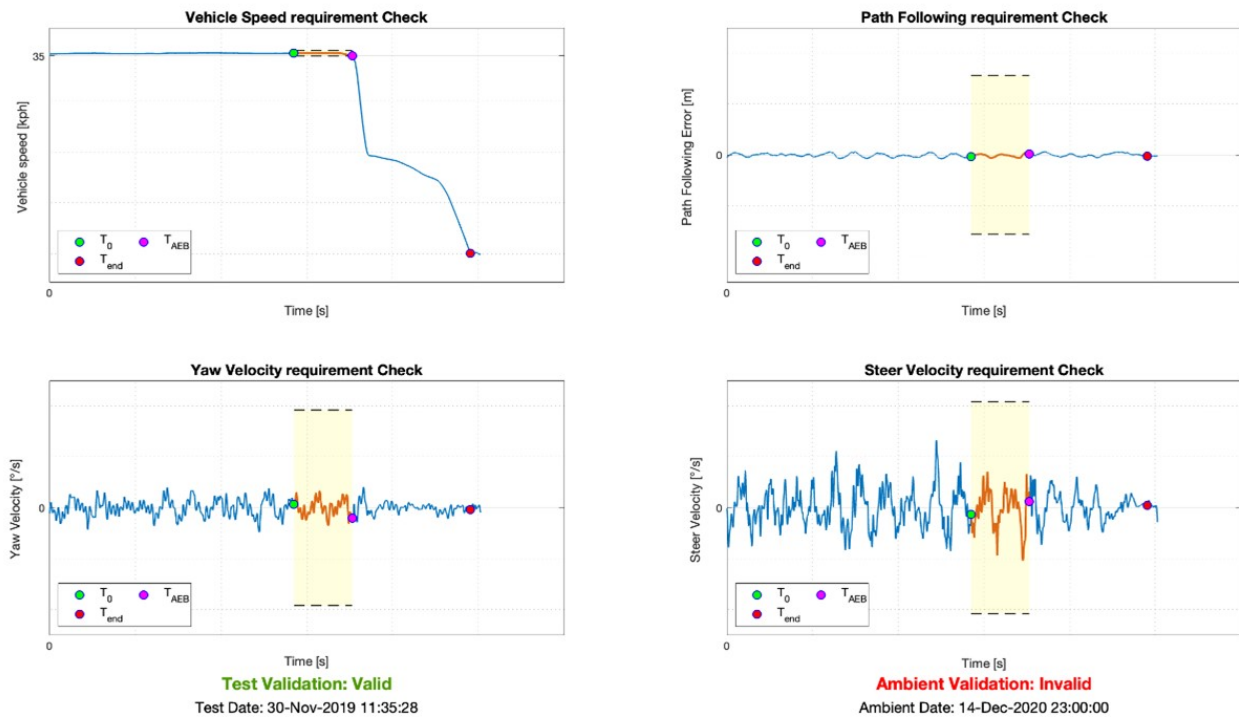 Vehicle Speed requirement Check
35
Vehicle speed [kph]
T0
TAEB
Tend
0
Time [s]
Path Following requirement Check
0
Path Following Error [m]
T0
TAEB
Tend
0
Time [s]
Yaw Velocity requirement Check
0
Yaw Velocity [°/s]
T0
TAEB
Tend
0
Time [s]
Test Validation: Valid
Test Date: 30-Nov-2019 11:35:28
Steer Velocity requirement Check
0
Steer Velocity [°/s]
T0
TAEB
Tend
0
Time [s]
Ambient Validation: Invalid
Ambient Date: 14-Dec-2020 23:00:00